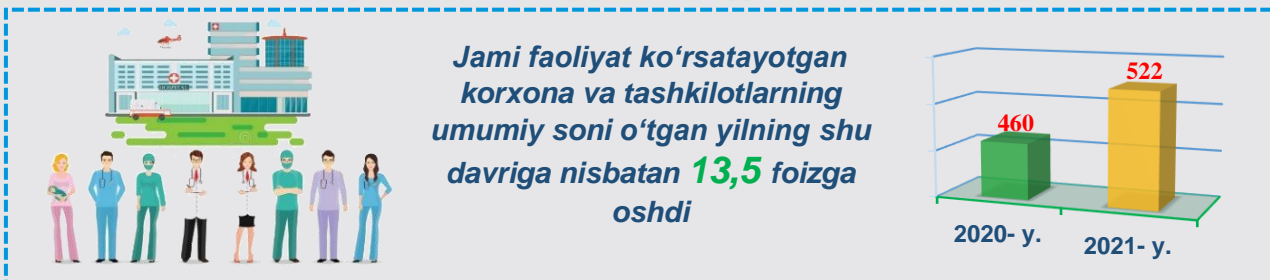 HOSPITAL
Jami faoliyat ko‘rsatayotgan
korxona va tashkilotlarning
umumiy soni o‘tgan yilning shu
davriga nisbatan 13,5 foizga
oshdi
460
522
2020- y.
2021- y.